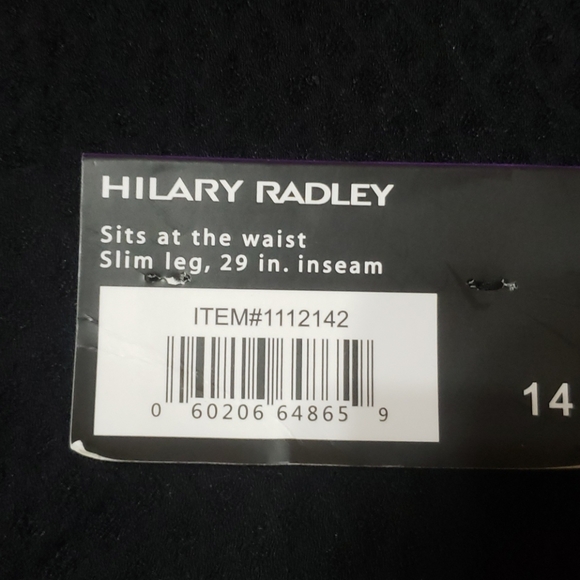 HILARY RADLEY
Sits at the waist
Slim leg, 29 in. inseam
ITEM#1112142
0 60206 64865 9
14